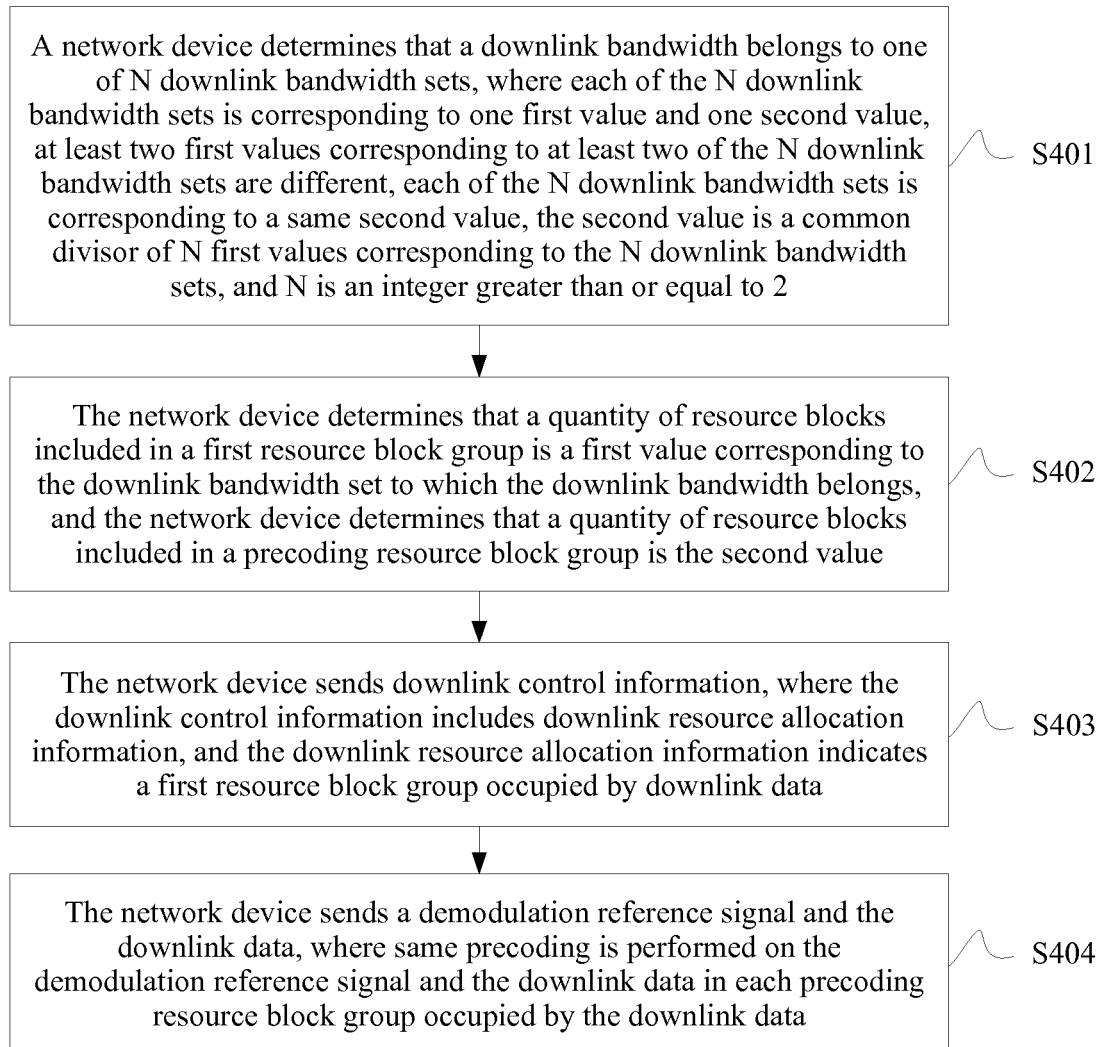 A network device determines that a downlink bandwidth belongs to one
of N downlink bandwidth sets, where each of the N downlink
bandwidth sets is corresponding to one first value and one second value,
at least two first values corresponding to at least two of the N downlink
bandwidth sets are different, each of the N downlink bandwidth sets is
corresponding to a same second value, the second value is a common
divisor of N first values corresponding to the N downlink bandwidth
sets, and N is an integer greater than or equal to 2
S401
The network device determines that a quantity of resource blocks
included in a first resource block group is a first value corresponding to
the downlink bandwidth set to which the downlink bandwidth belongs,
and the network device determines that a quantity of resource blocks
included in a precoding resource block group is the second value
S402
The network device sends downlink control information, where the
downlink control information includes downlink resource allocation
information, and the downlink resource allocation information indicates
a first resource block group occupied by downlink data
S403
The network device sends a demodulation reference signal and the
downlink data, where same precoding is performed on the
demodulation reference signal and the downlink data in each precoding
resource block group occupied by the downlink data
S404